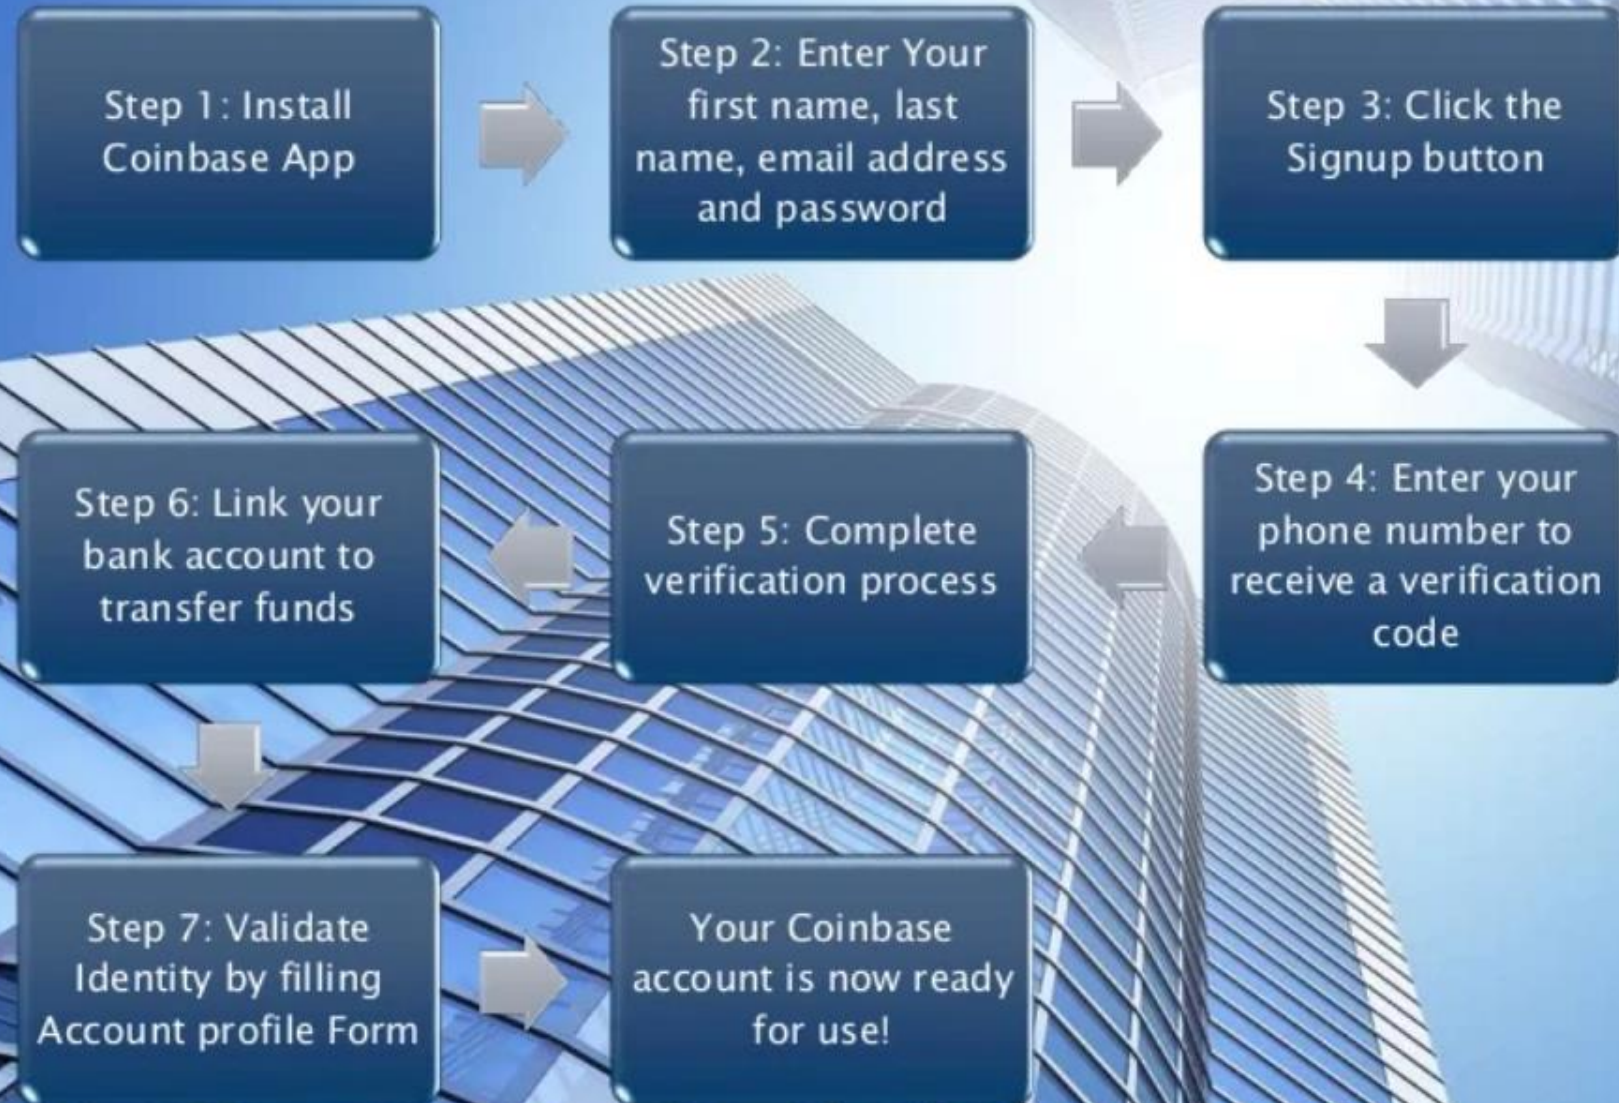 Step 1: Install
Coinbase App
Step 2: Enter Your
first name, last
name, email address
and password
Step 3: Click the
Signup button
Step 4: Enter your
phone number to
receive a verification
code
Step 5: Complete
verification process
Step 6: Link your
bank account to
transfer funds
Step 7: Validate
Identity by filling
Account profile Form
Your Coinbase
account is now ready
for use!